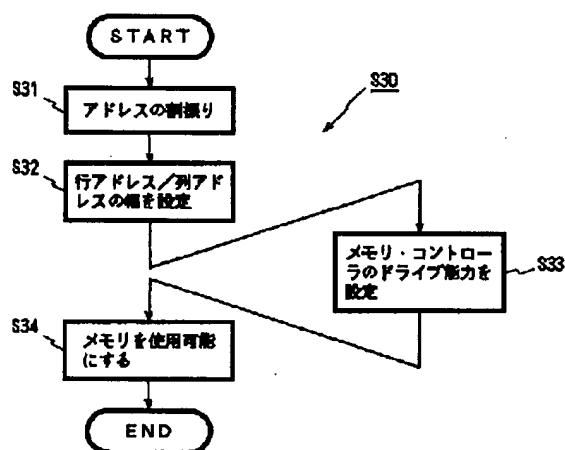 START
S31
アドレスの割振り
S30
S32
行アドレス／列アド
レスの幅を設定
メモリ・コントロー
ラのドライブ能力を
設定
S33
S34
メモリを使用可能
にする
END